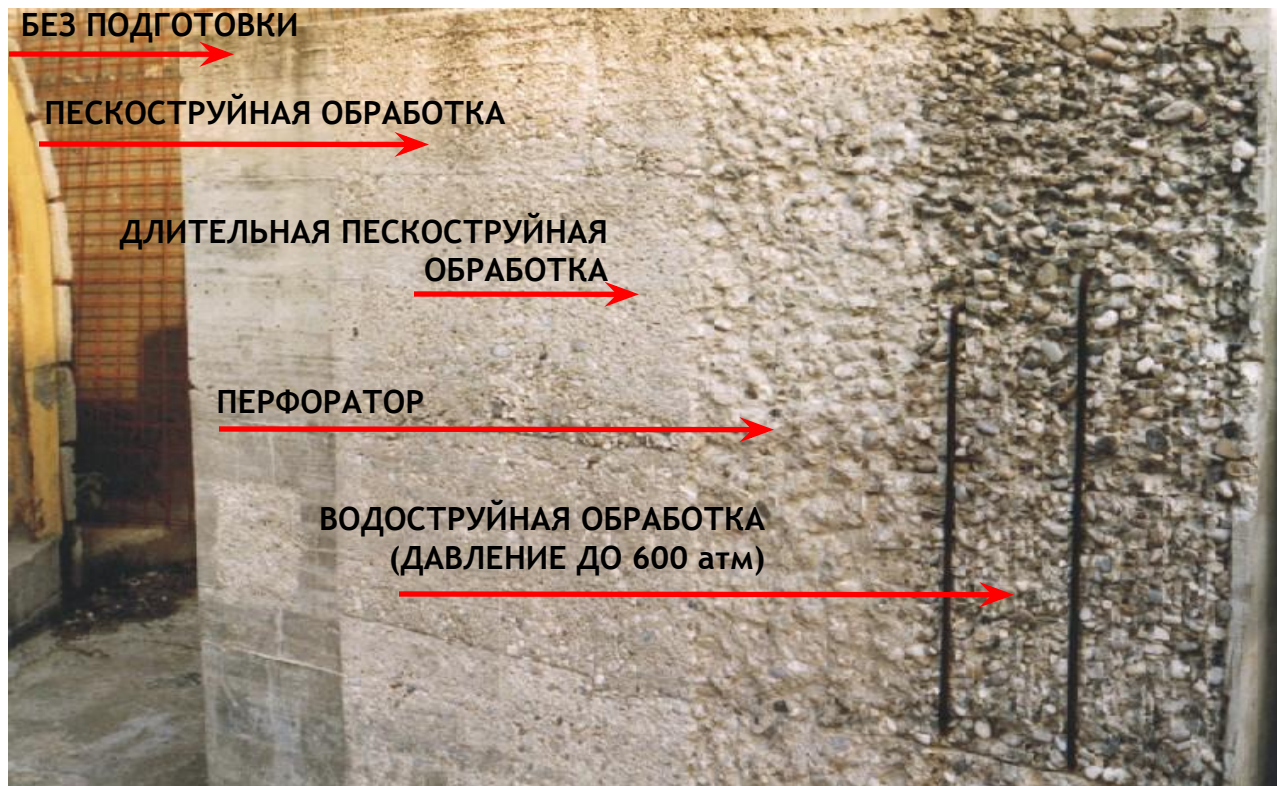 БЕЗ ПОДГОТОВКИ
ПЕСКОСТРУЙНАЯ ОБРАБОТКА
ДЛИТЕЛЬНАЯ ПЕСКОСТРУЙНАЯ
ОБРАБОТКА
ПЕРФОРАТОР
ВОДОСТРУЙНАЯ ОБРАБОТКА
(ДАВЛЕНИЕ ДО 600 атм)